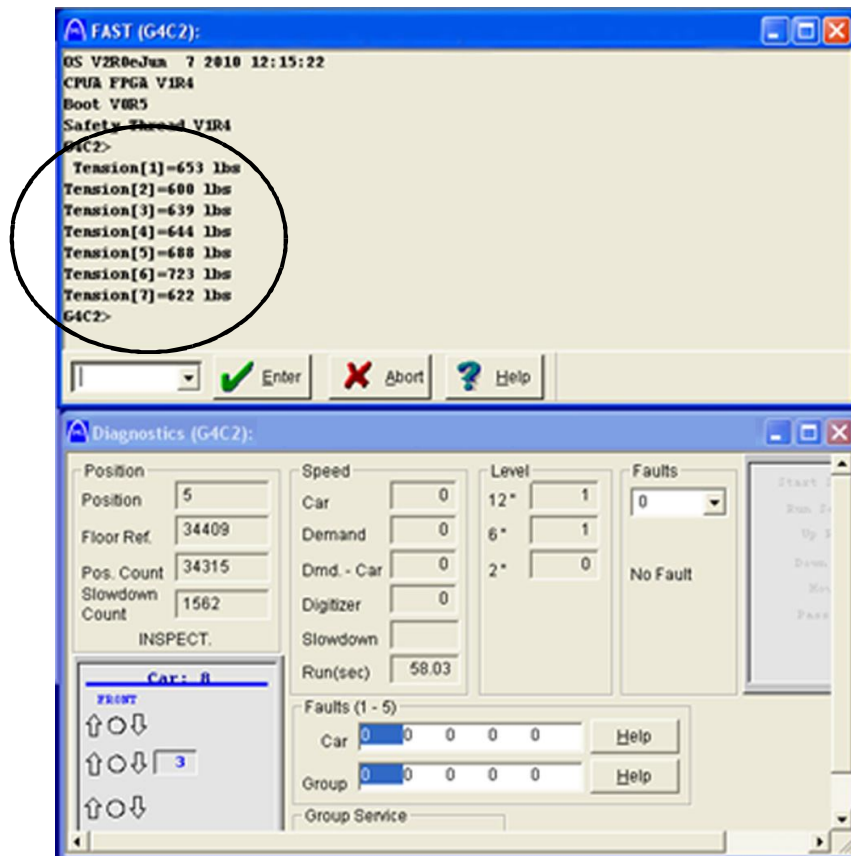 FAST (G4C2):
OS V2R0eJun 7 2010 12:15:22
CPUA FPGA V1R4
Boot V0R5
Safety Thread V1R4
G4C2>
Tension[1]=653 lbs
Tension[2]=600 lbs
Tension[3]=639 lbs
Tension[4]=644 lbs
Tension[5]=688 lbs
Tension[6]=723 lbs
Tension[7]=622 lbs
G4C2>
Enter Abort Help
Diagnostics (G4C2):
Position
Position 5
Floor Ref. 34409
Pos. Count 34315
Slowdown Count 1562
INSPECT.
Speed
Car 0
Demand 0
Dmd. - Car 0
Digitizer 0
Slowdown
Run(sec) 58.03
Level
12" 1
6" 1
2" 0
Faults
0
No Fault
Start
Run
Up
Down
Pass
Car: 8
FRONT
3
Faults (1 - 5)
Car 0 0 0 0 0 Help
Group 0 0 0 0 0 Help
Group Service